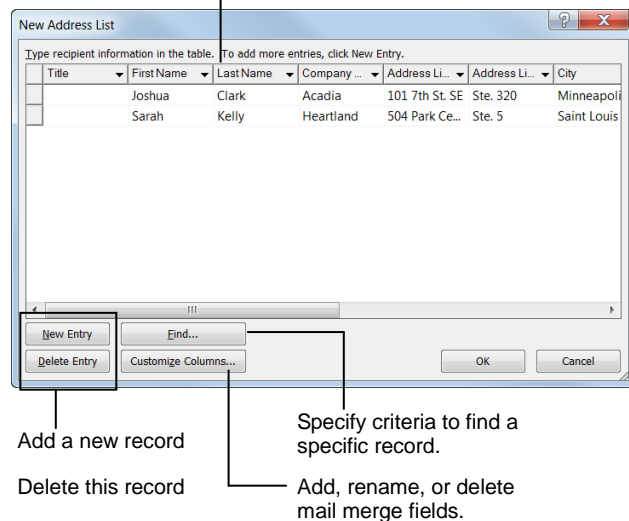 New Address List
Type recipient information in the table. To add more entries, click New Entry.
Title First Name Last Name Company ... Address Li... Address Li... City
Joshua Clark Acadia 101 7th St. SE Ste. 320 Minneapoli
Sarah Kelly Heartland 504 Park Ce... Ste. 5 Saint Louis
New Entry Find...
Delete Entry Customize Columns... OK Cancel
Add a new record
Delete this record
Specify criteria to find a
specific record.
Add, rename, or delete
mail merge fields.